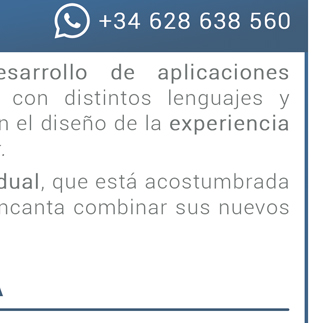 +34 628 638 560
esarrollo de aplicaciones
con distintos lenguajes y
n el diseño de la experiencia
.
dual, que está acostumbrada
ncanta combinar sus nuevos
A